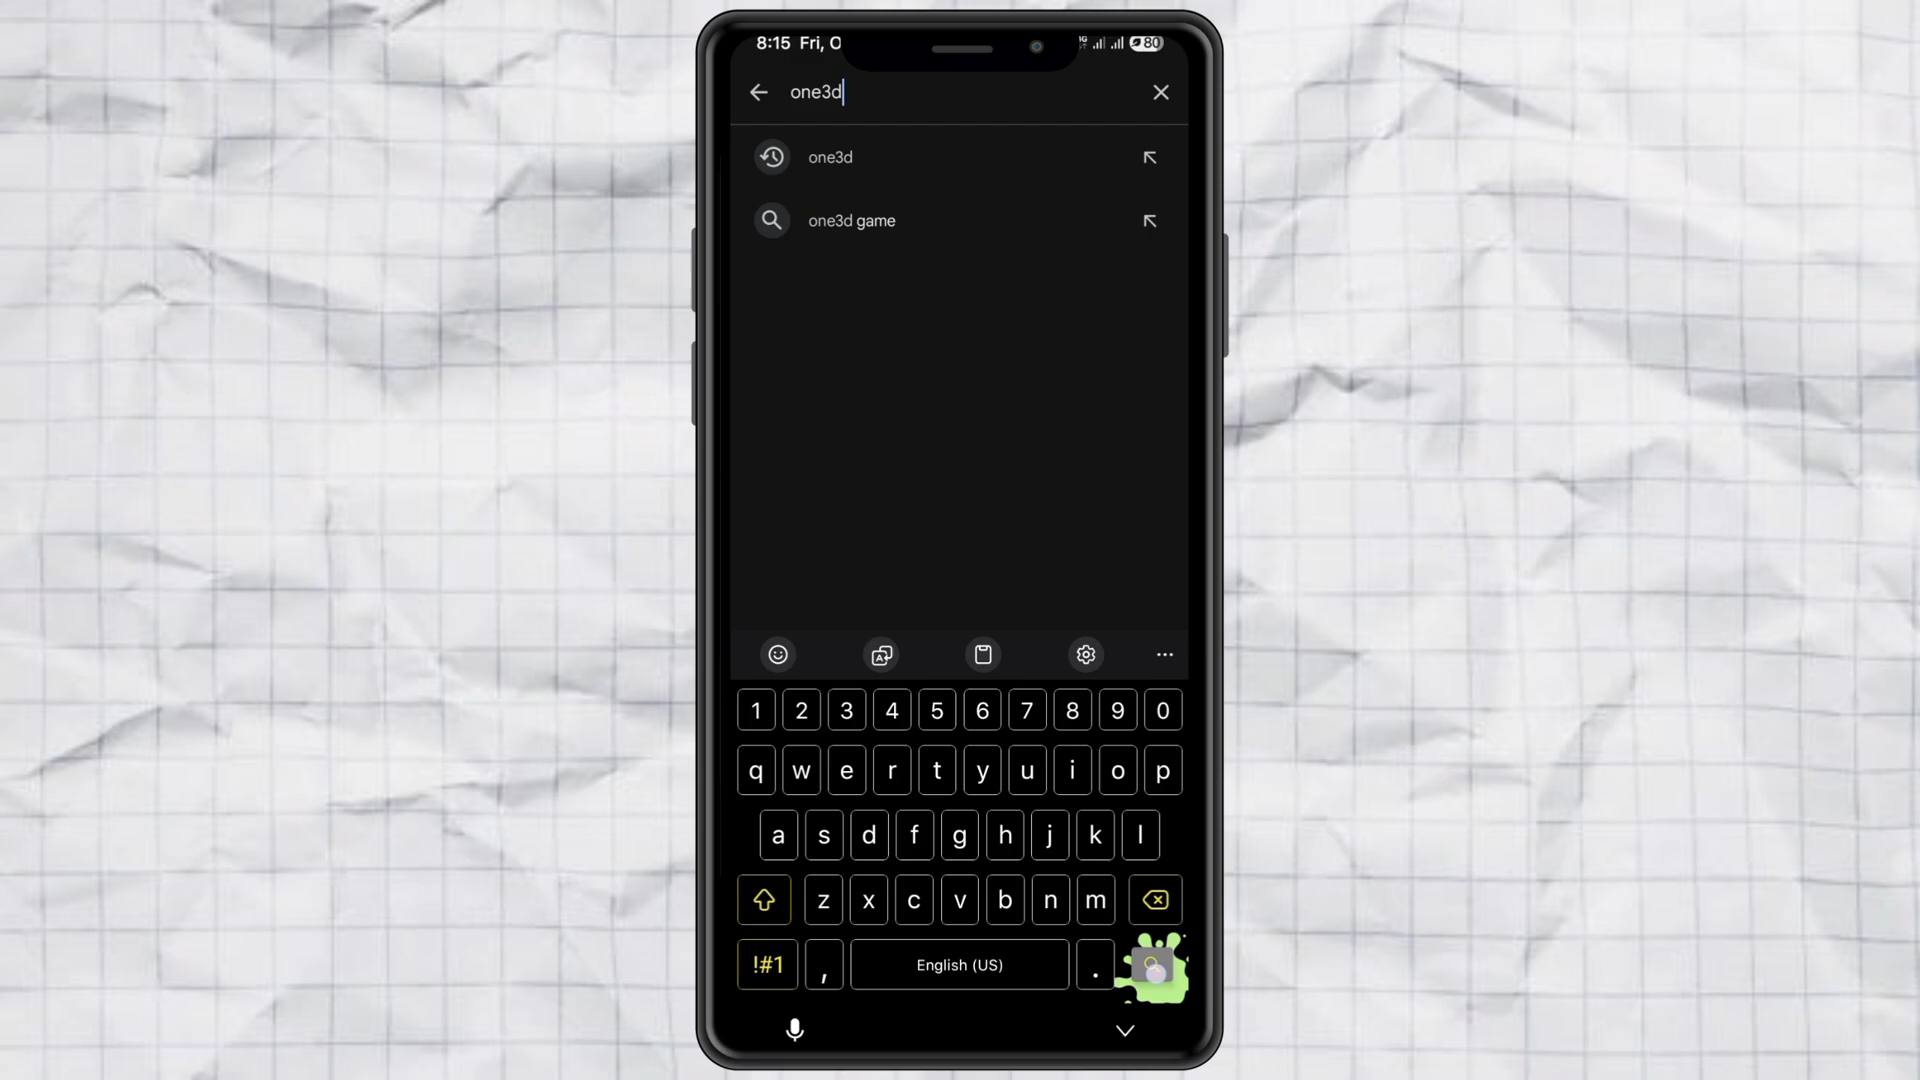 8:15 Fri, O
80
one3d
one3d
one3d game
1 2 3 4 5 6 7 8 9 0
q w e r t y u i o p
a s d f g h j k l
z x c v b n m
!#1 , English (US) .